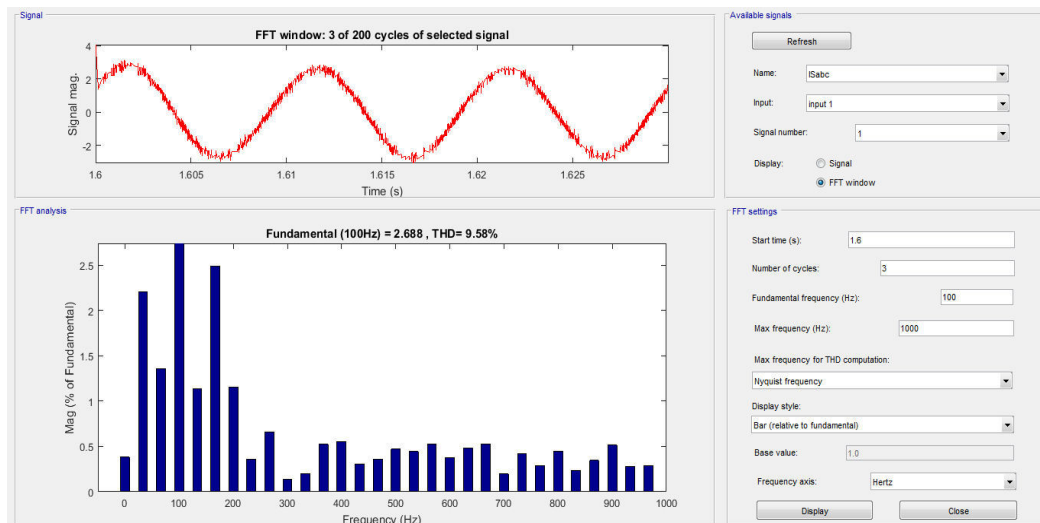 Signal
FFT window: 3 of 200 cycles of selected signal
4
2
0
-2
Signal mag.
1.6 1.605 1.61 1.615 1.62 1.625
Time (s)
FFT analysis
Fundamental (100Hz) = 2.688 , THD= 9.58%
2.5
2
1.5
1
0.5
0
Mag (% of Fundamental)
0 100 200 300 400 500 600 700 800 900 1000
Frequency (Hz)
Available signals
Refresh
Name: ISabc
Input: input 1
Signal number: 1
Display: Signal
FFT window
FFT settings
Start time (s): 1.6
Number of cycles: 3
Fundamental frequency (Hz): 100
Max frequency (Hz): 1000
Max frequency for THD computation:
Nyquist frequency
Display style:
Bar (relative to fundamental)
Base value: 1.0
Frequency axis: Hertz
Display Close